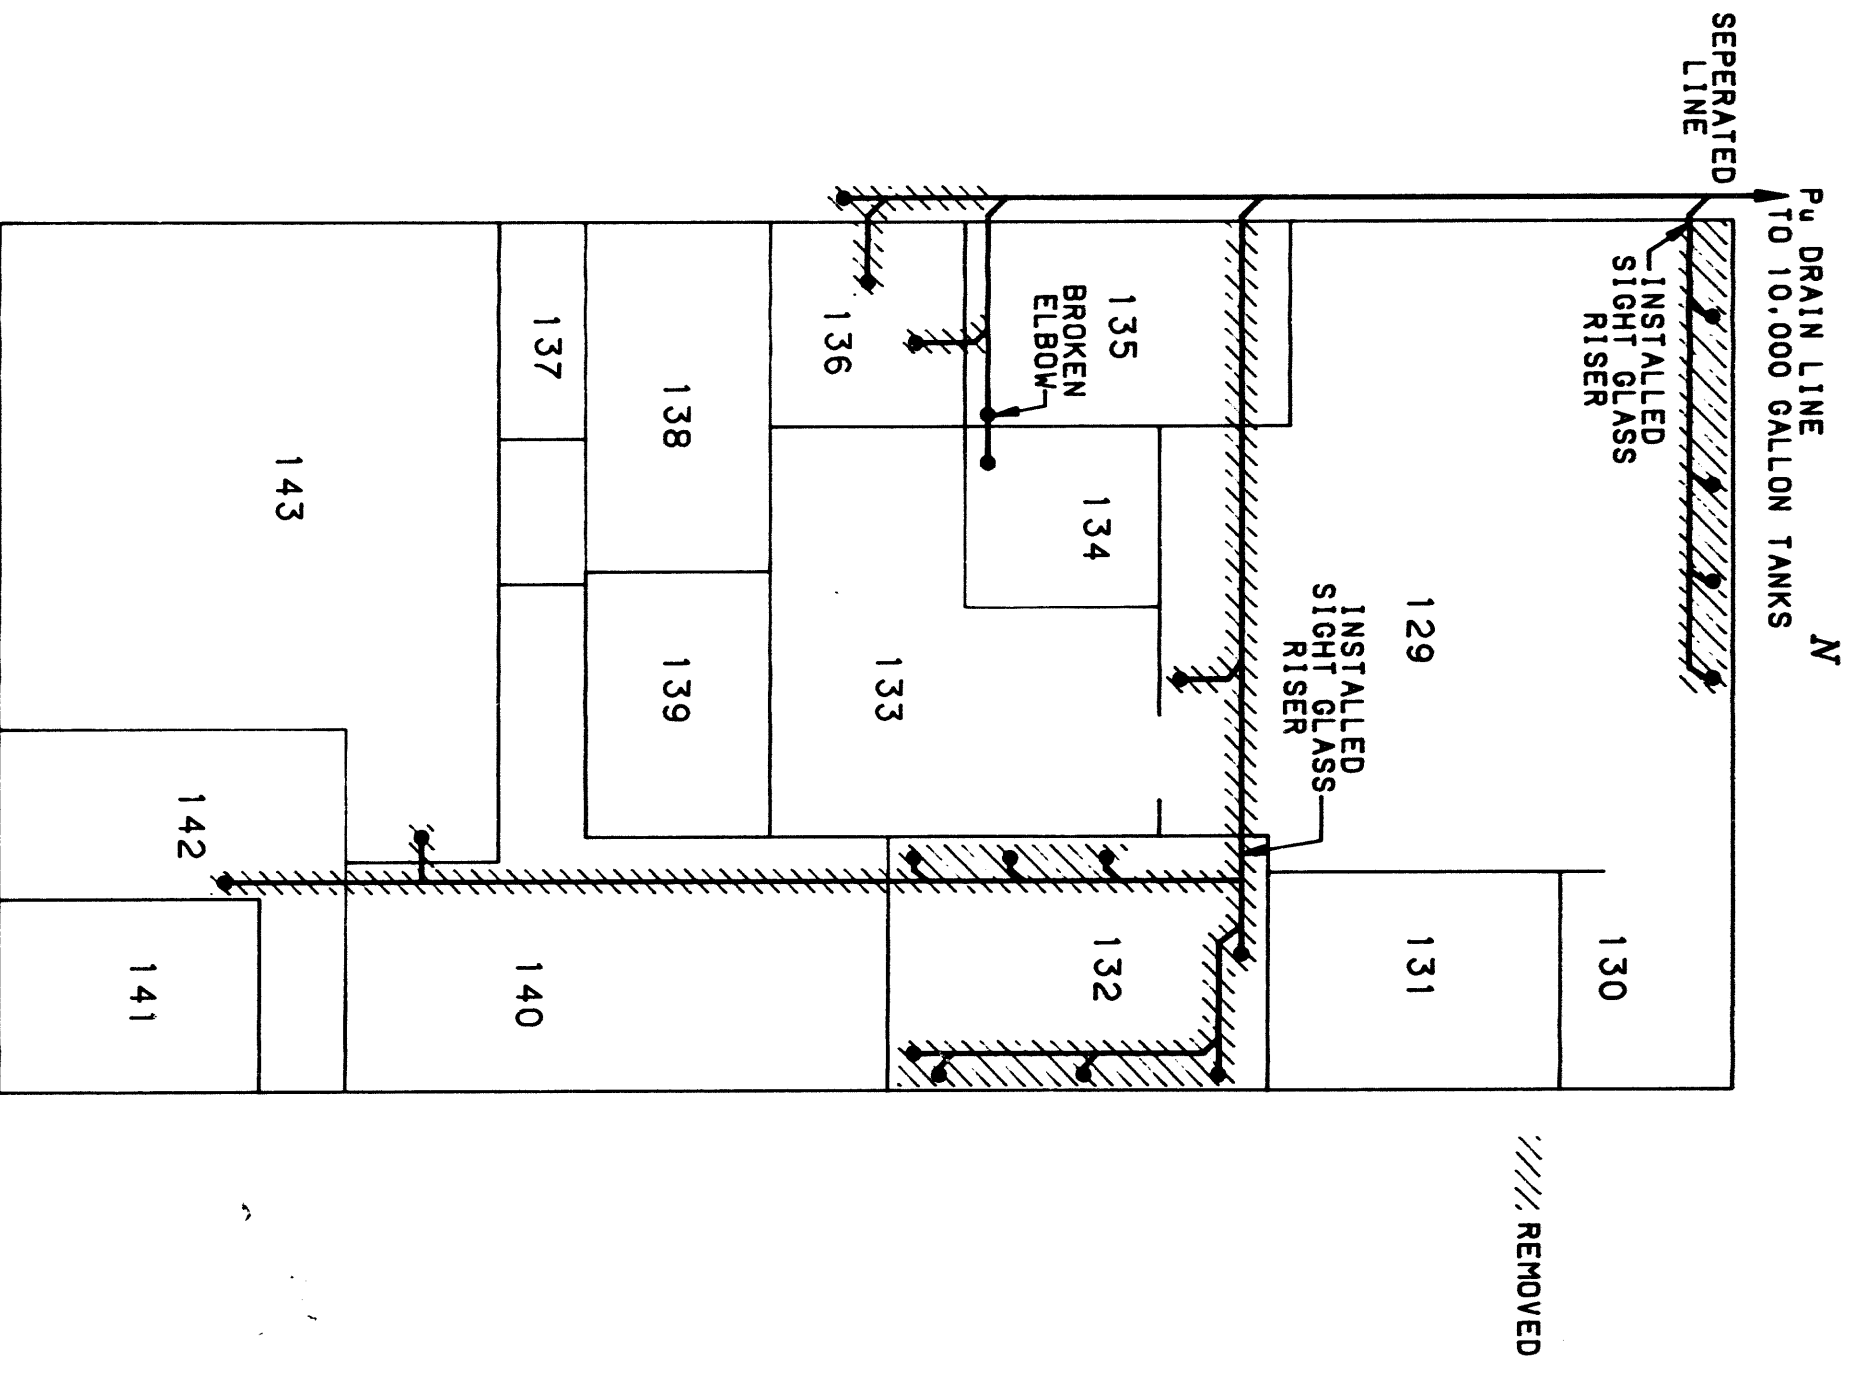 SEPERATED
LINE
Pu DRAIN LINE
TO 10,000 GALLON TANKS
N
INSTALLED
SIGHT GLASS
RISER
129
INSTALLED
SIGHT GLASS
RISER
130
131
132
135
BROKEN
ELBOW
134
136
133
138
139
137
140
143
142
141
REMOVED